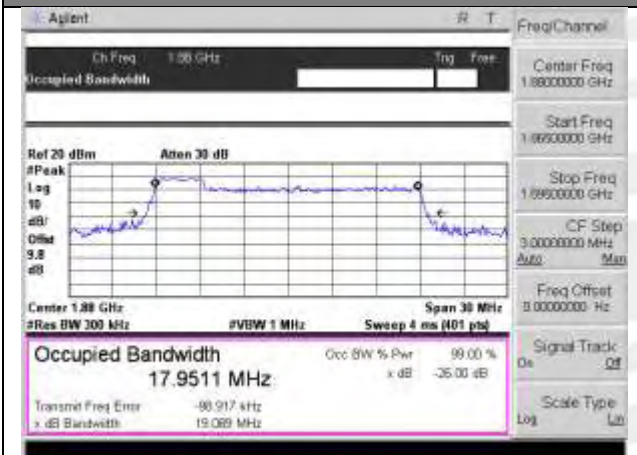 Agilent
R T
Ch Freq 1.88 GHz
Trig Free
Occupied Bandwidth
Ref 20 dBm
Atten 30 dB
#Peak
Log
10
dB/
Offst
9.8
dB
Center 1.88 GHz
Span 30 MHz
#Res BW 300 kHz
#VBW 1 MHz
Sweep 4 ms (401 pts)
Occupied Bandwidth
17.9511 MHz
Occ BW % Pwr 99.00 %
x dB -26.00 dB
Transmit Freq Error -98.917 kHz
x dB Bandwidth 19.089 MHz
Freq/Channel
Center Freq
1.88000000 GHz
Start Freq
1.86500000 GHz
Stop Freq
1.89500000 GHz
CF Step
3.00000000 MHz
Auto Man
Freq Offset
0.00000000 Hz
Signal Track
On Off
Scale Type
Log Lin